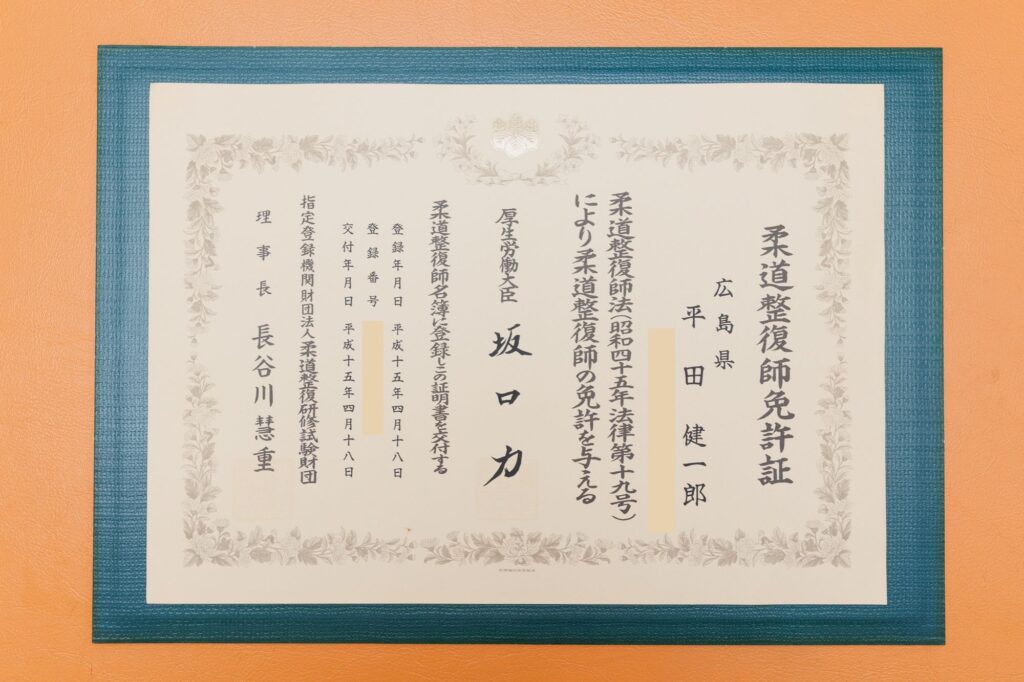 柔道整復師免許証
広島県
平田健一郎
柔道整復師法(昭和四十五年法律第十九号)
により柔道整復師の免許を与える
厚生労働大臣 坂口力
柔道整復師名簿に登録しこの証明書を交付する
登録年月日 平成十五年四月十八日
登録番号
交付年月日 平成十五年四月十八日
指定登録機関財団法人柔道整復研修試験財団
理事長 長谷川慧重